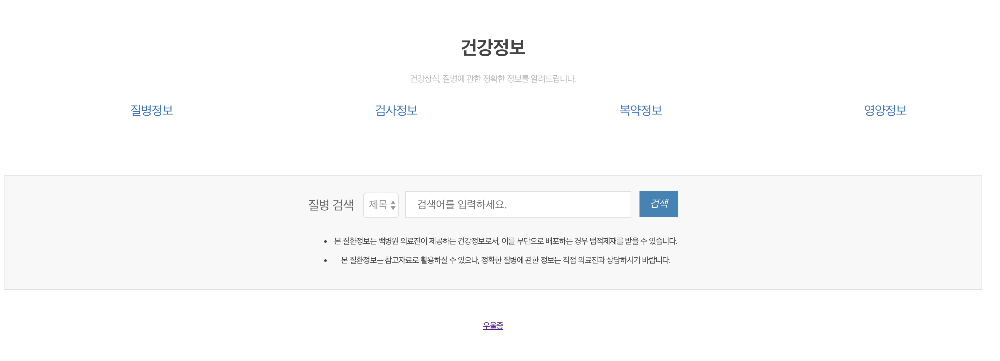 건강정보
건강상식, 질병에 관한 정확한 정보를 알려드립니다.
질병정보 검사정보 복약정보 영양정보
질병 검색 제목 검색어를 입력하세요. 검색
• 본 질환정보는 백병원 의료진이 제공하는 건강정보로서, 이를 무단으로 배포하는 경우 법적제재를 받을 수 있습니다.
• 본 질환정보는 참고자료로 활용하실 수 있으나, 정확한 질병에 관한 정보는 직접 의료진과 상담하시기 바랍니다.
우울증